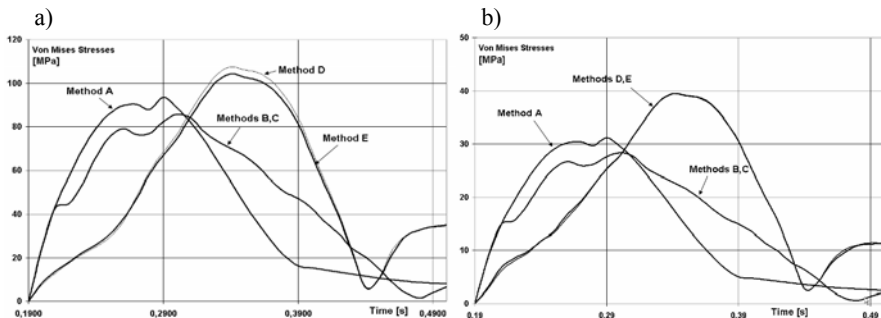 a)
Von Mises Stresses
[MPa]
120
100
80
60
40
20
0
Method A
Method D
Methods B,C
Method E
Time [s]
0,1900
0,2900
0,3900
0,4900
b)
Von Mises Stresses
[MPa]
50
40
30
20
10
0
Methods D,E
Method A
Methods B,C
Time [s]
0,19
0,29
0,39
0,49